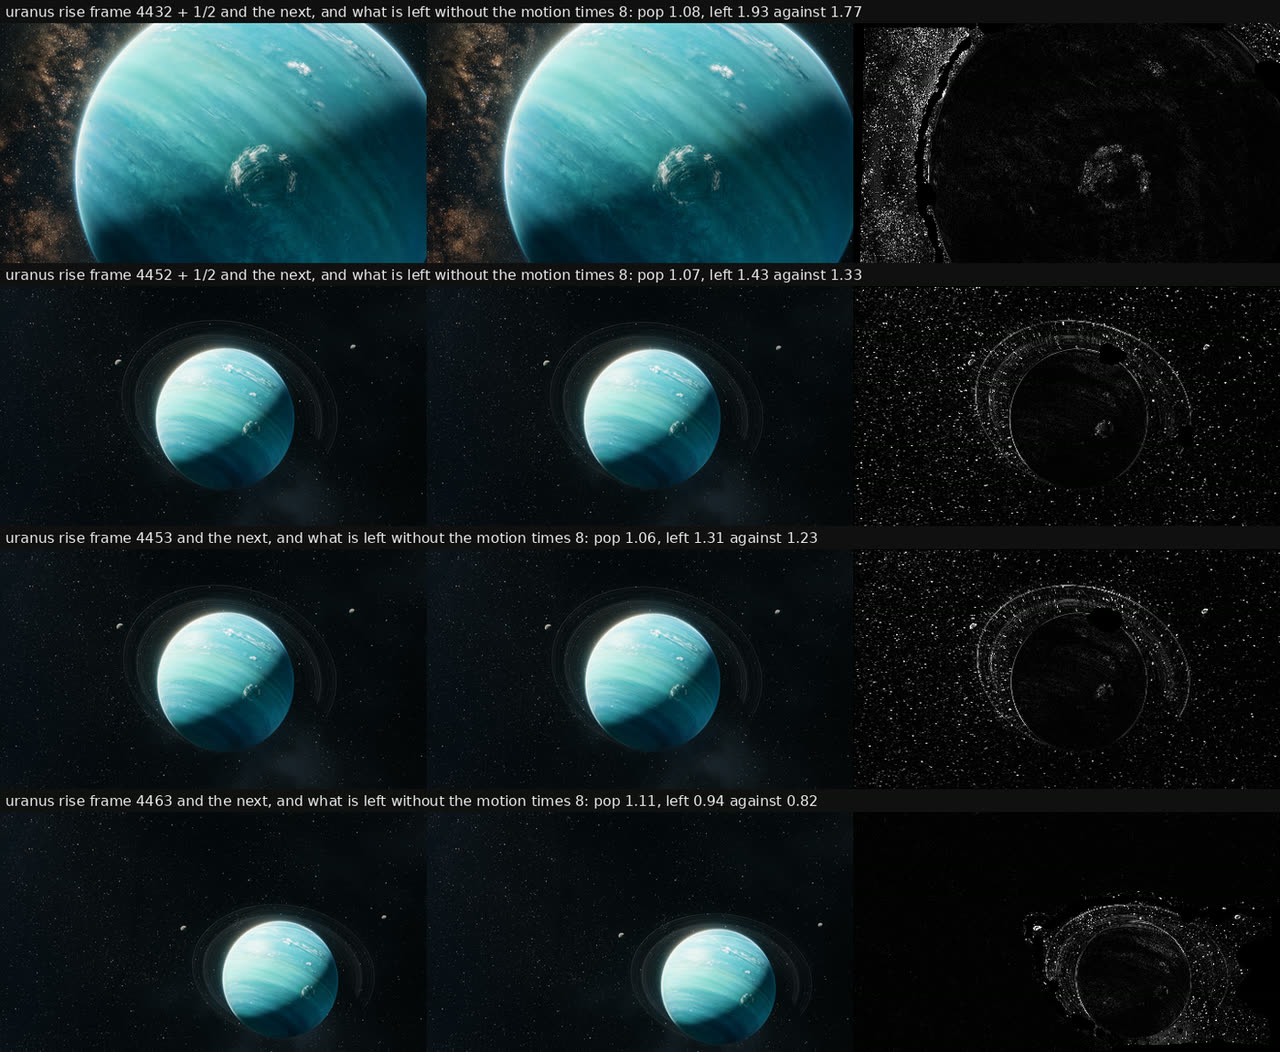 uranus rise frame 4432 + 1/2 and the next, and what is left without the motion times 8: pop 1.08, left 1.93 against 1.77
uranus rise frame 4452 + 1/2 and the next, and what is left without the motion times 8: pop 1.07, left 1.43 against 1.33
uranus rise frame 4453 and the next, and what is left without the motion times 8: pop 1.06, left 1.31 against 1.23
uranus rise frame 4463 and the next, and what is left without the motion times 8: pop 1.11, left 0.94 against 0.82